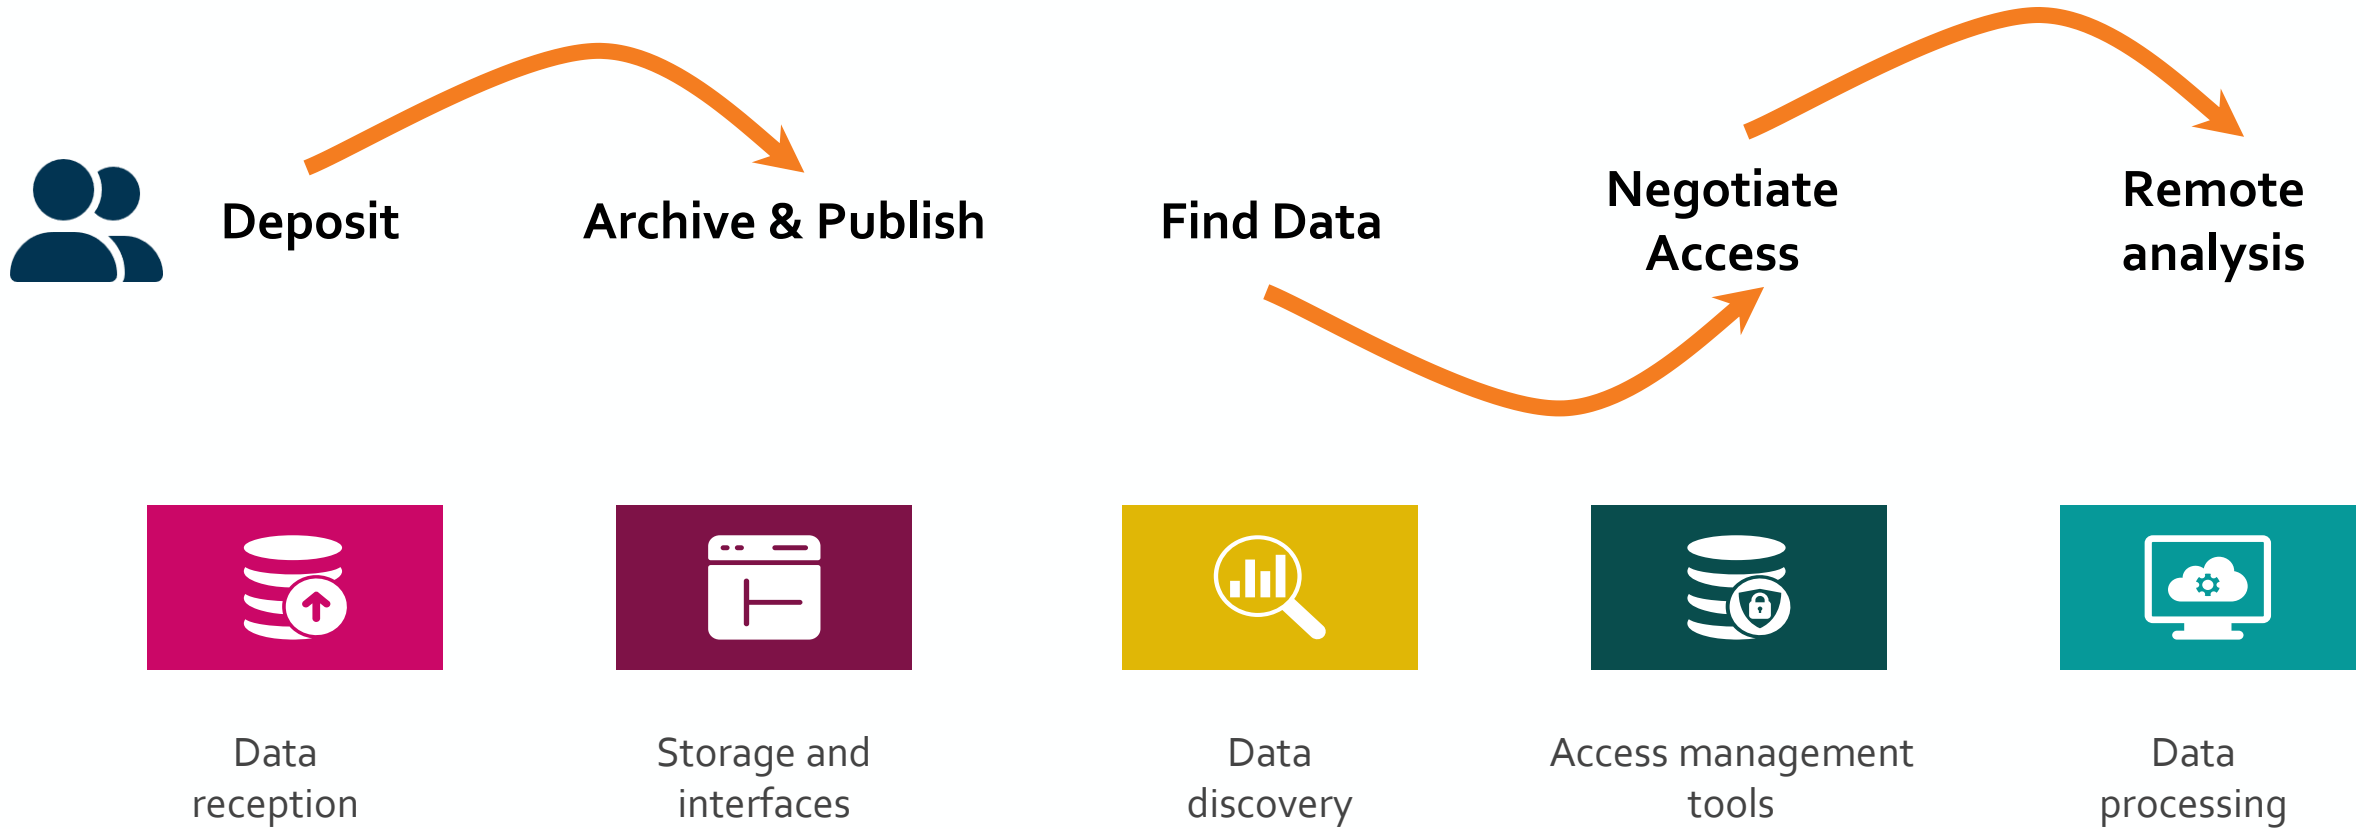 Deposit
Archive & Publish
Find Data
Negotiate
Access
Remote
analysis
Data
reception
Storage and
interfaces
Data
discovery
Access management
tools
Data
processing